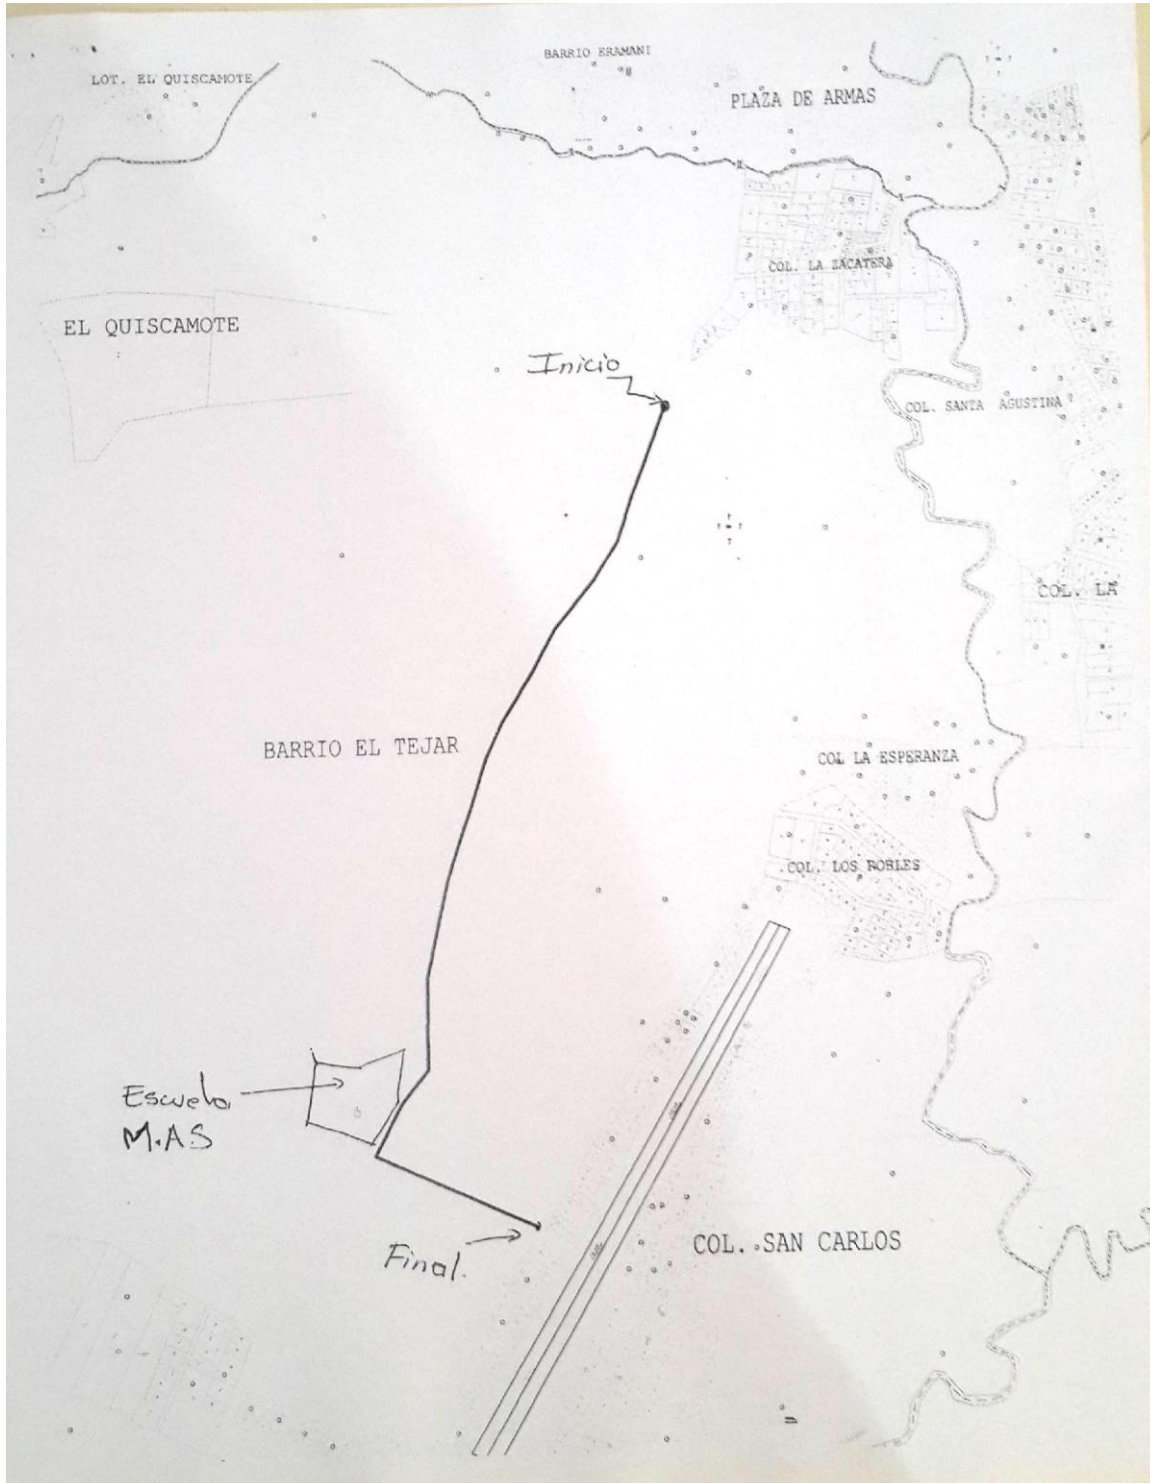 BARRIO ERAMANI
LOT. EL QUISCAMOTE
PLAZA DE ARMAS
COL. LA ZACATERA
EL QUISCAMOTE
Inicio
COL. SANTA AGUSTINA
COL. LA
BARRIO EL TEJAR
COL LA ESPERANZA
COL. LOS ROBLES
Escuela
M.A.S
COL. SAN CARLOS
Final.